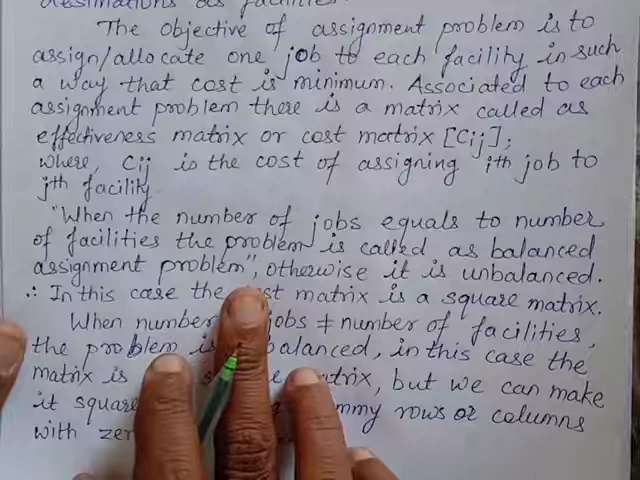 destinations as facilities.
The objective of assignment problem is to
assign/allocate one job to each facility in such
a way that cost is minimum. Associated to each
assignment problem there is a matrix called as
effectiveness matrix or cost matrix [Cij];
where, Cij is the cost of assigning ith job to
jth facility
"When the number of jobs equals to number
of facilities the problem is called as balanced
assignment problem", otherwise it is unbalanced.
∴ In this case the matrix is a square matrix.
When number jobs ≠ number of facilities,
the problem is balanced, in this case the
matrix is matrix, but we can make
it square rows or columns
with